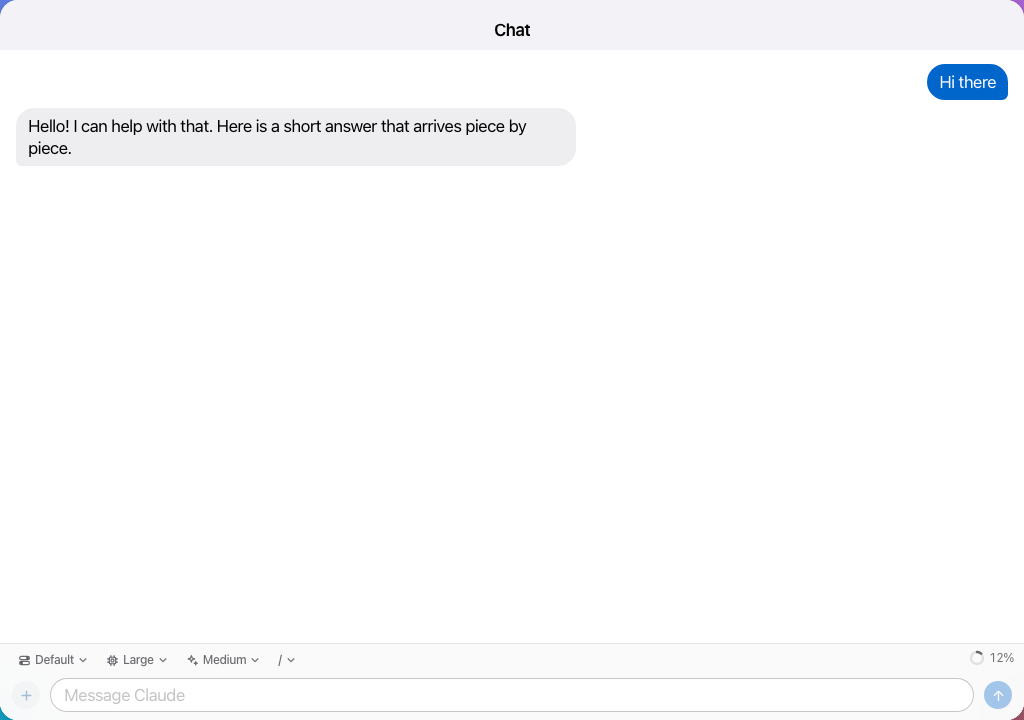 Chat
Hi there
Hello! I can help with that. Here is a short answer that arrives piece by
piece.
Default
Large
Medium
/
12%
Message Claude